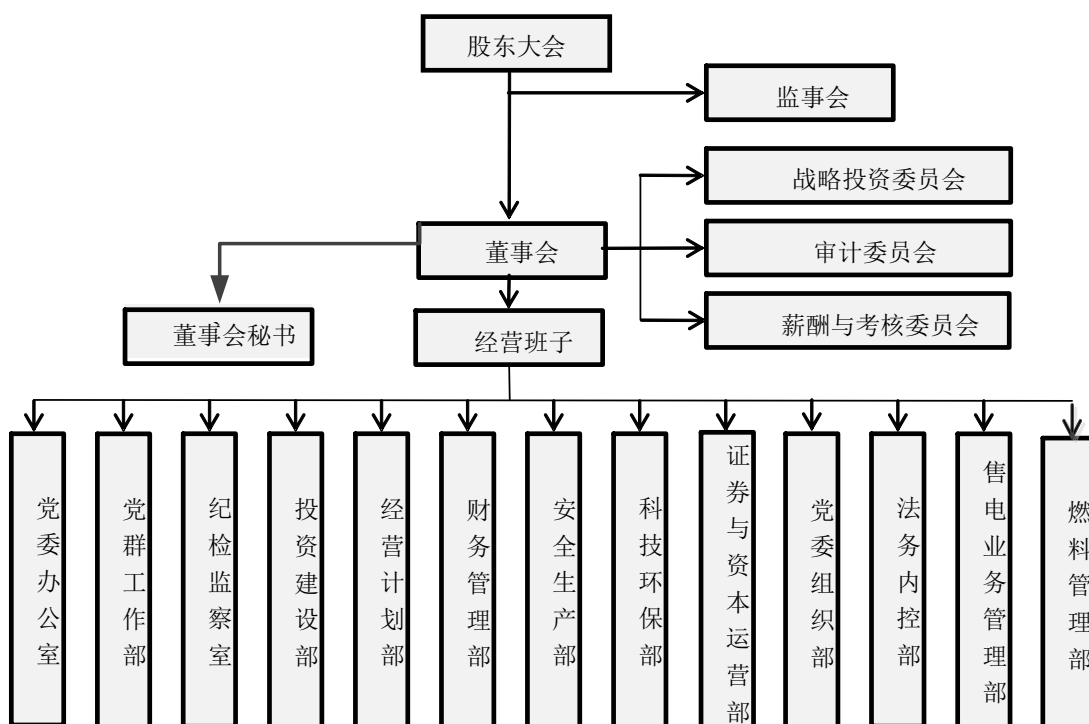 股东大会
监事会
战略投资委员会
董事会
审计委员会
董事会秘书
经营班子
薪酬与考核委员会
党委办公室
党群工作部
纪检监察室
投资建设部
经营计划部
财务管理部
安全生产部
科技环保部
证券与资本运营部
党委组织部
法务内控部
售电业务管理部
燃料管理部